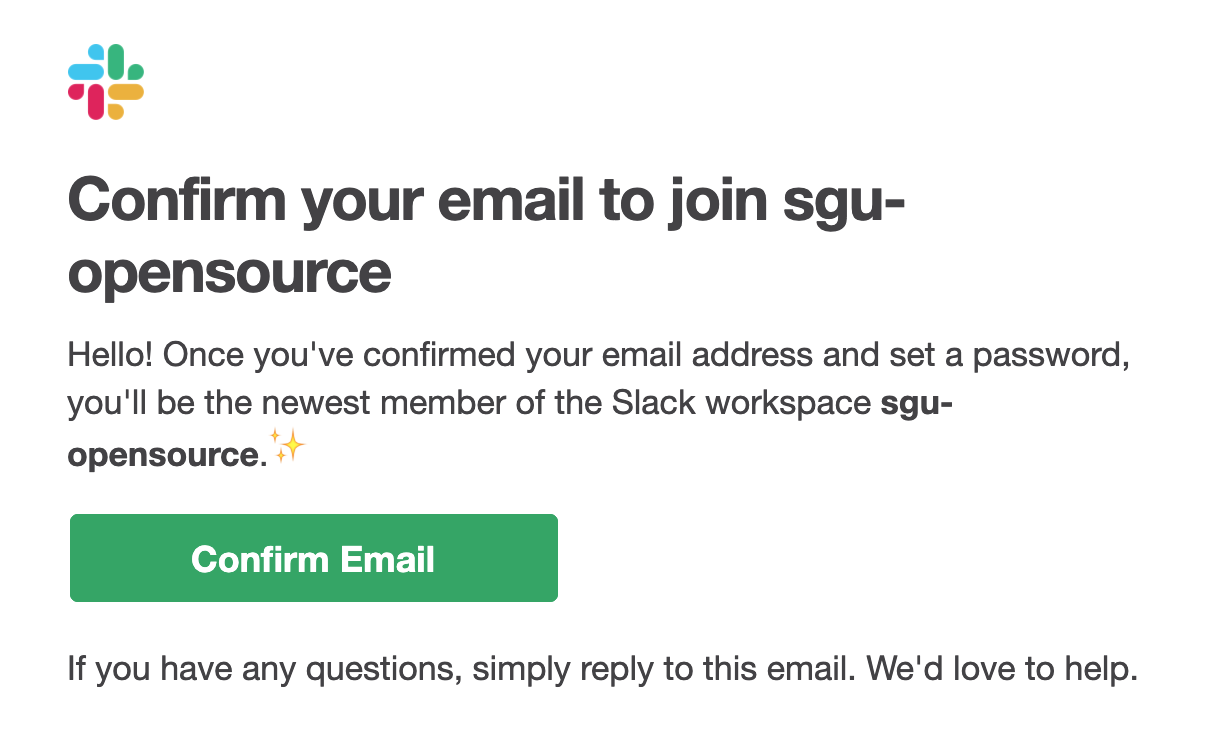 Confirm your email to join sgu-
opensource
Hello! Once you've confirmed your email address and set a password,
you'll be the newest member of the Slack workspace sgu-
opensource.✨
Confirm Email
If you have any questions, simply reply to this email. We'd love to help.